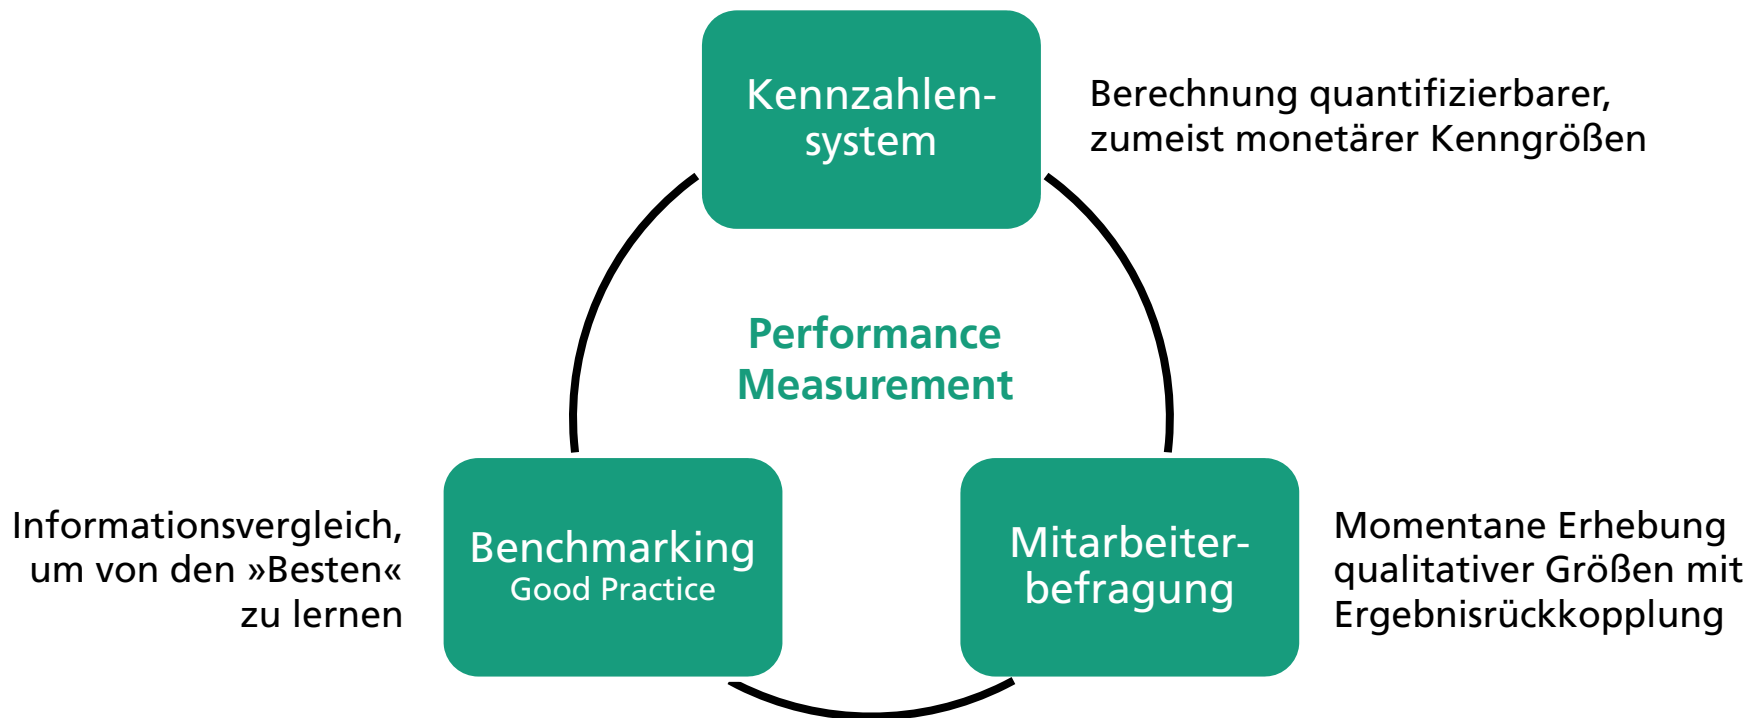 Kennzahlen-
system
Berechnung quantifizierbarer,
zumeist monetärer Kenngrößen
Performance
Measurement
Informationsvergleich,
um von den »Besten«
zu lernen
Benchmarking
Good Practice
Mitarbeiter-
befragung
Momentane Erhebung
qualitativer Größen mit
Ergebnisrückkopplung